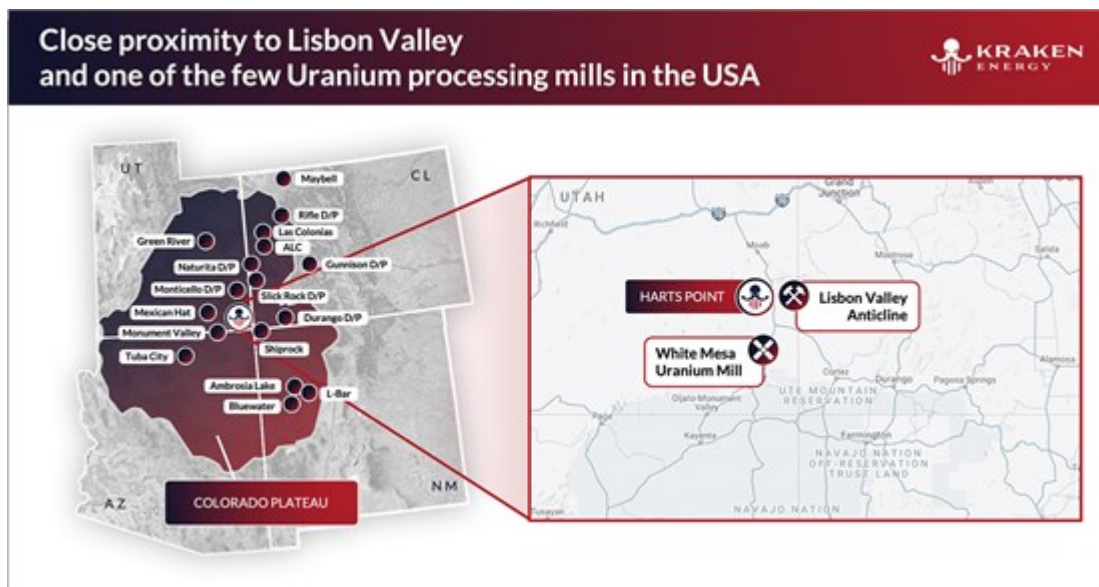 Close proximity to Lisbon Valley
and one of the few Uranium processing mills in the USA
KRAKEN
ENERGY
UT
CL
Maybell
Rifle D/P
Las Colonias
Green River
ALC
Naturita D/P
Gunnison D/P
Monticello D/P
Slick Rock D/P
Mexican Hat
Durango D/P
Monument Valley
Shiprock
Tuba City
Ambrosia Lake
L-Bar
Bluewater
AZ
NM
COLORADO PLATEAU
UTAH
Grand
Junction
Richfield
70
70
Moab
Montrose
Salida
HARTS POINT
Lisbon Valley
Anticline
White Mesa
Uranium Mill
Cortez
Durango
Pagosa Springs
Alamosa
UTE MOUNTAIN
RESERVATION
Oljato-Monument
Valley
Page
Kayenta
Farmington
NAVAJO NATION
OFF-RESERVATION
TRUST LAND
Tusayan
NAVAJO NATION